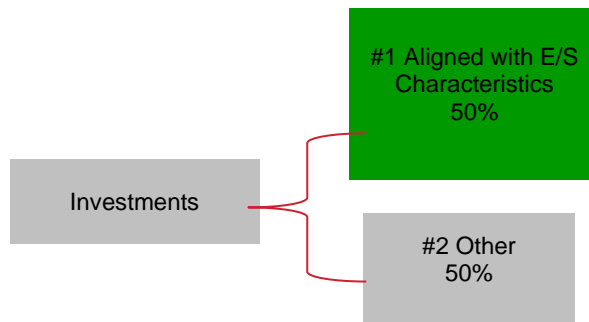 #1 Aligned with E/S
Characteristics
50%
Investments
#2 Other
50%